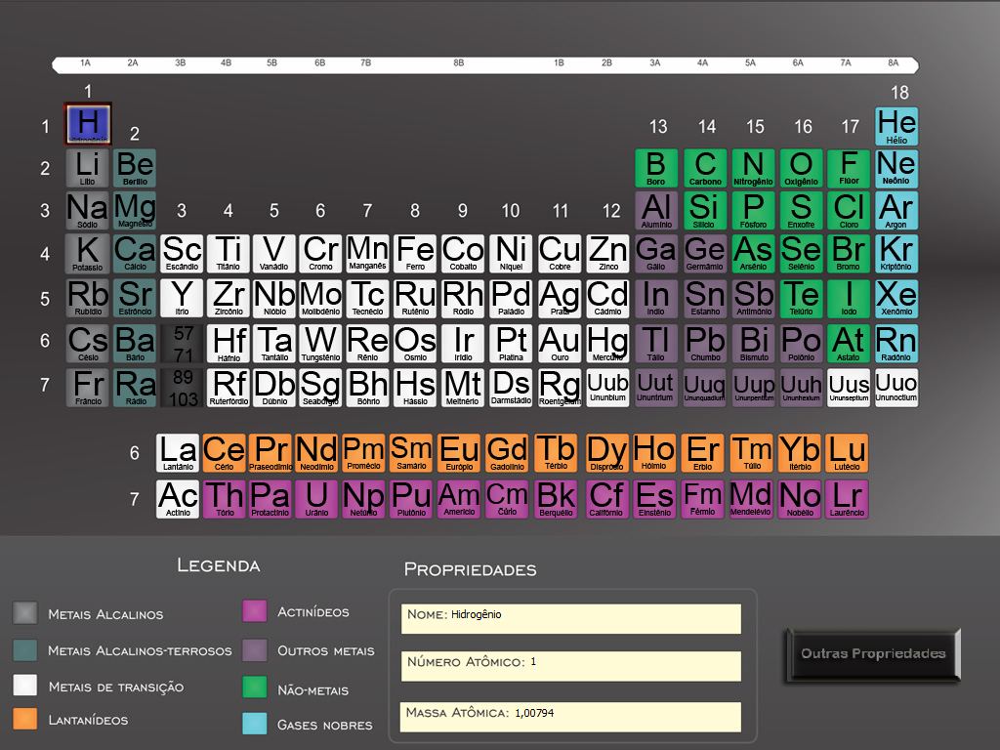 1A 2A 3B 4B 5B 6B 7B 8B 1B 2B 3A 4A 5A 6A 7A 8A
1 18
1 H He
Hidrogênio Hélio
2 13 14 15 16 17
2 Li Be B C N O F Ne
Lítio Berílio Boro Carbono Nitrogênio Oxigênio Flúor Neônio
3 Na Mg Al Si P S Cl Ar
Sódio Magnésio Alumínio Silício Fósforo Enxofre Cloro Argon
3 4 5 6 7 8 9 10 11 12
4 K Ca Sc Ti V Cr Mn Fe Co Ni Cu Zn Ga Ge As Se Br Kr
Potassio Cálcio Escândio Titânio Vanádio Cromo Manganês Ferro Cobalto Níquel Cobre Zinco Gálio Germâmio Arsênio Selênio Bromo Kriptônio
5 Rb Sr Y Zr Nb Mo Tc Ru Rh Pd Ag Cd In Sn Sb Te I Xe
Rubídio Estrôncio Itrio Zircônio Nióbio Molibdênio Tecnécio Rutênio Ródio Paládio Prata Cádmio Indio Estanho Antimônio Telúrio Iodo Xenômio
6 Cs Ba 57 71 Hf Ta W Re Os Ir Pt Au Hg Tl Pb Bi Po At Rn
Césio Bário Háfnio Tantálio Tungstênio Rênio Osmio Irídio Platina Ouro Mercúrio Tálio Chumbo Bismuto Polônio Astato Radônio
7 Fr Ra 89 103 Rf Db Sg Bh Hs Mt Ds Rg Uub Uut Uuq Uup Uuh Uus Uuo
Frâncio Rádio Ruterfórdio Dúbnio Seabórgio Bóhrio Hássio Meitnério Darmstádio Roentgenium Ununbium Ununtrium Ununquadium Ununpentium Ununhexium Ununseptium Ununoctium
6 La Ce Pr Nd Pm Sm Eu Gd Tb Dy Ho Er Tm Yb Lu
Lantânio Cério Praseodímio Neodímio Promécio Samário Európio Gadolínio Térbio Disprósio Hólmio Erbio Túlio Itérbio Lutécio
7 Ac Th Pa U Np Pu Am Cm Bk Cf Es Fm Md No Lr
Actínio Tório Protactínio Urânio Netúnio Plutônio Amerício Cúrio Berquélio Califórnio Einstênio Férmio Mendelévio Nobélio Laurêncio
Legenda
Metais Alcalinos
Metais Alcalinos-terrosos
Metais de transição
Lantanídeos
Actinídeos
Outros metais
Não-metais
Gases nobres
Propriedades
Nome: Hidrogênio
Número Atômico: 1
Massa Atômica: 1,00794
Outras Propriedades